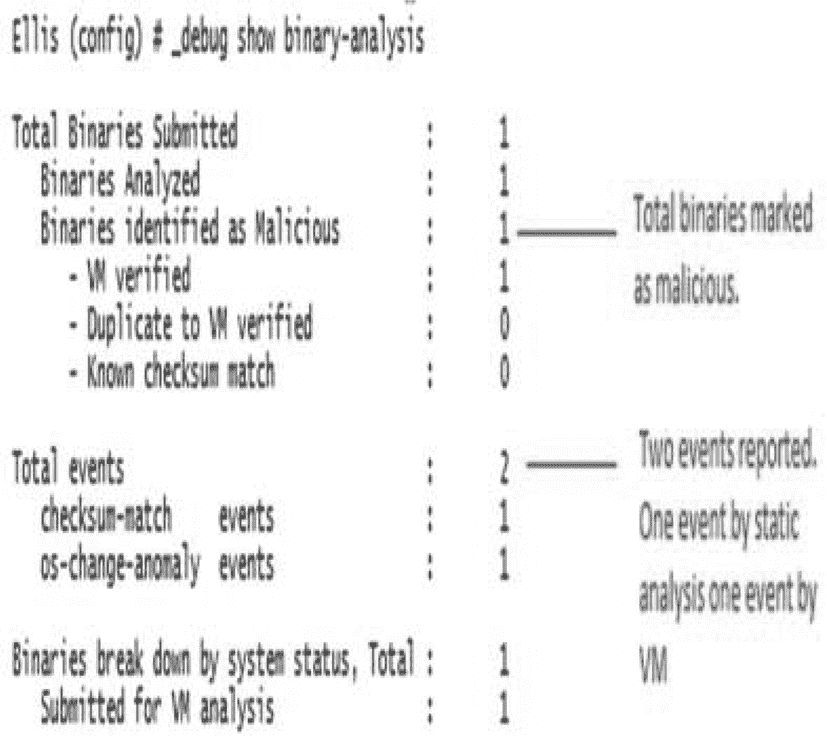 Ellis (config) # _debug show binary-analysis
Total Binaries Submitted : 1
Binaries Analyzed : 1
Binaries identified as Malicious : 1
- VM verified : 1
- Duplicate to VM verified : 0
- Known checksum match : 0
Total binaries marked
as malicious.
Total events : 2
checksum-match events : 1
os-change-anomaly events : 1
Two events reported.
One event by static
analysis one event by
VM
Binaries break down by system status, Total : 1
Submitted for VM analysis : 1